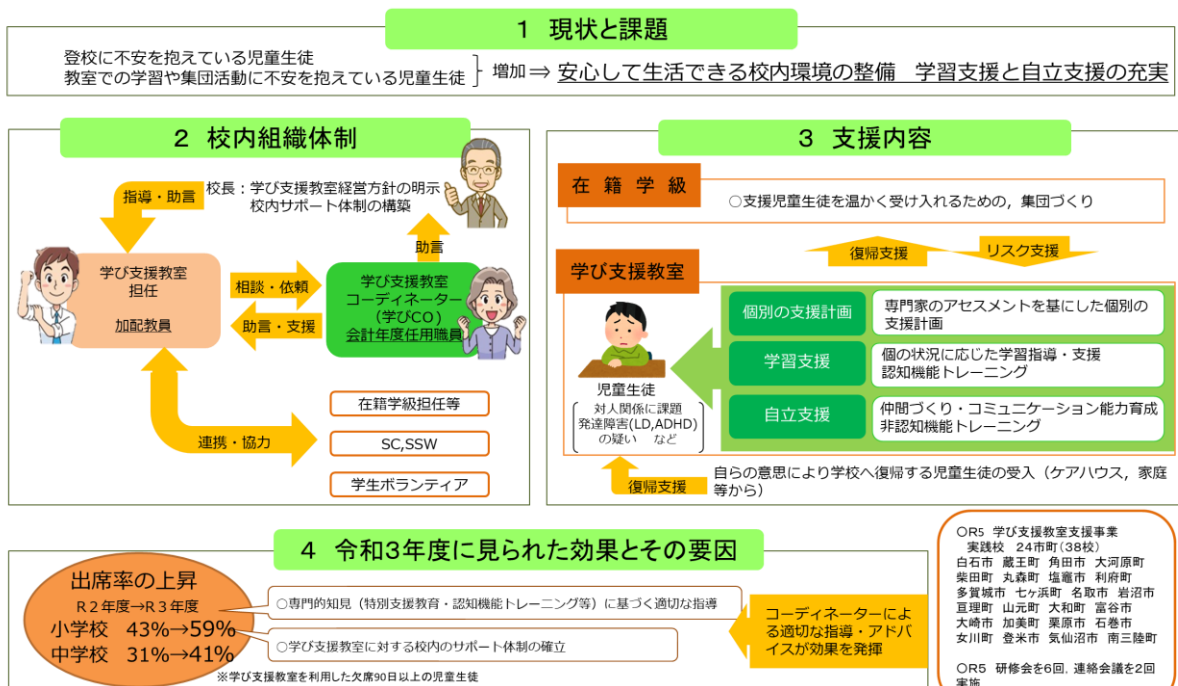 1 現状と課題
登校に不安を抱えている児童生徒
教室での学習や集団活動に不安を抱えている児童生徒
増加⇒ 安心して生活できる校内環境の整備 学習支援と自立支援の充実
2 校内組織体制
校長：学び支援教室経営方針の明示
校内サポート体制の構築
指導・助言
助言
学び支援教室
担任
加配教員
相談・依頼
助言・支援
学び支援教室
コーディネーター
(学びCO)
会計年度任用職員
連携・協力
在籍学級担任等
SC,SSW
学生ボランティア
3 支援内容
在 籍 学 級
○支援児童生徒を温かく受け入れるための，集団づくり
復帰支援
リスク支援
学び支援教室
児童生徒
対人関係に課題
発達障害(LD,ADHD)
の疑い など
個別の支援計画
専門家のアセスメントを基にした個別の
支援計画
学習支援
個の状況に応じた学習指導・支援
認知機能トレーニング
自立支援
仲間づくり・コミュニケーション能力育成
非認知機能トレーニング
復帰支援
自らの意思により学校へ復帰する児童生徒の受入（ケアハウス，家庭
等から）
4 令和3年度に見られた効果とその要因
出席率の上昇
R２年度→R３年度
小学校 43%→59%
中学校 31%→41%
○専門的知見（特別支援教育・認知機能トレーニング等）に基づく適切な指導
○学び支援教室に対する校内のサポート体制の確立
※学び支援教室を利用した欠席90日以上の児童生徒
コーディネーターによ
る適切な指導・アドバ
イスが効果を発揮
○R5 学び支援教室支援事業
実践校 24市町(38校)
白石市 蔵王町 角田市 大河原町
柴田町 丸森町 塩竈市 利府町
多賀城市 七ヶ浜町 名取市 岩沼市
亘理町 山元町 大和町 富谷市
大崎市 加美町 栗原市 石巻市
女川町 登米市 気仙沼市 南三陸町
○R5 研修会を6回，連絡会議を2回
実施